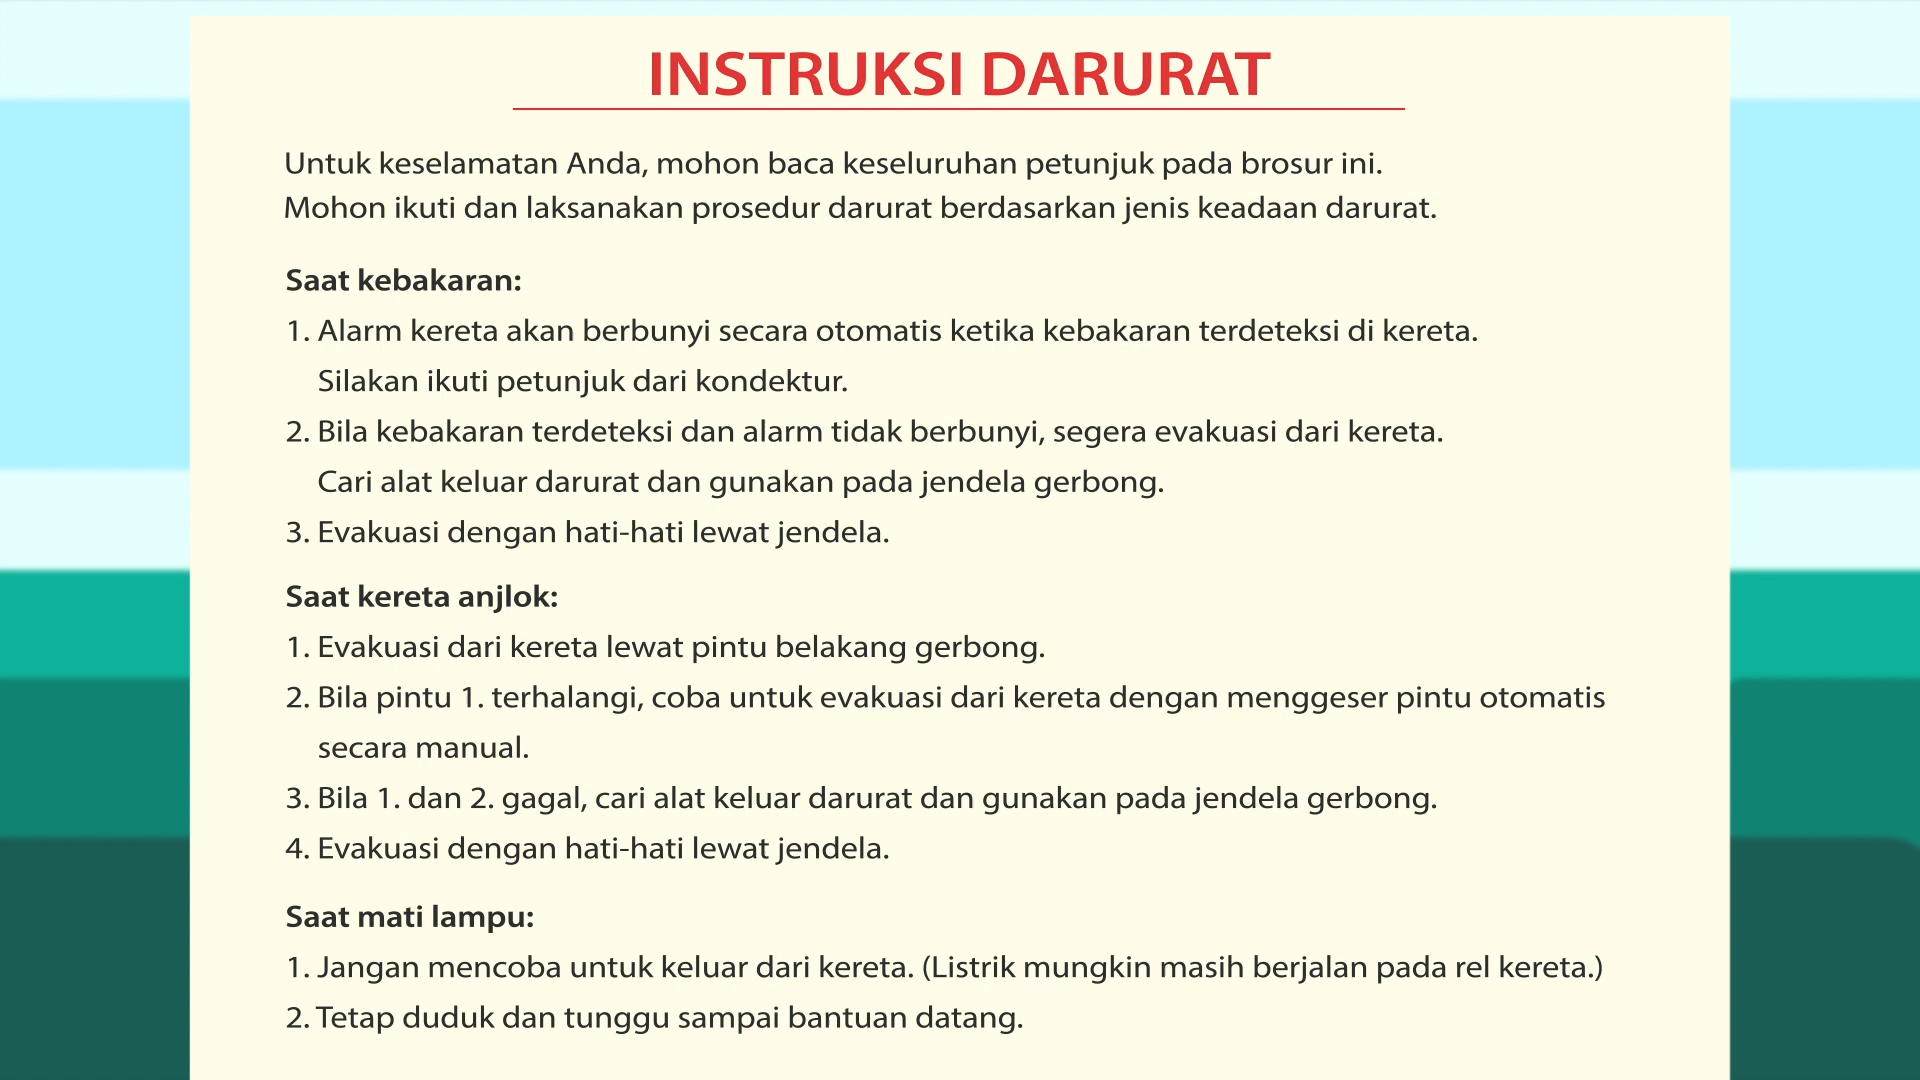 INSTRUKSI DARURAT
Untuk keselamatan Anda, mohon baca keseluruhan petunjuk pada brosur ini.
Mohon ikuti dan laksanakan prosedur darurat berdasarkan jenis keadaan darurat.
Saat kebakaran:
1. Alarm kereta akan berbunyi secara otomatis ketika kebakaran terdeteksi di kereta.
Silakan ikuti petunjuk dari kondektur.
2. Bila kebakaran terdeteksi dan alarm tidak berbunyi, segera evakuasi dari kereta.
Cari alat keluar darurat dan gunakan pada jendela gerbong.
3. Evakuasi dengan hati-hati lewat jendela.
Saat kereta anjlok:
1. Evakuasi dari kereta lewat pintu belakang gerbong.
2. Bila pintu 1. terhalangi, coba untuk evakuasi dari kereta dengan menggeser pintu otomatis
secara manual.
3. Bila 1. dan 2. gagal, cari alat keluar darurat dan gunakan pada jendela gerbong.
4. Evakuasi dengan hati-hati lewat jendela.
Saat mati lampu:
1. Jangan mencoba untuk keluar dari kereta. (Listrik mungkin masih berjalan pada rel kereta.)
2. Tetap duduk dan tunggu sampai bantuan datang.